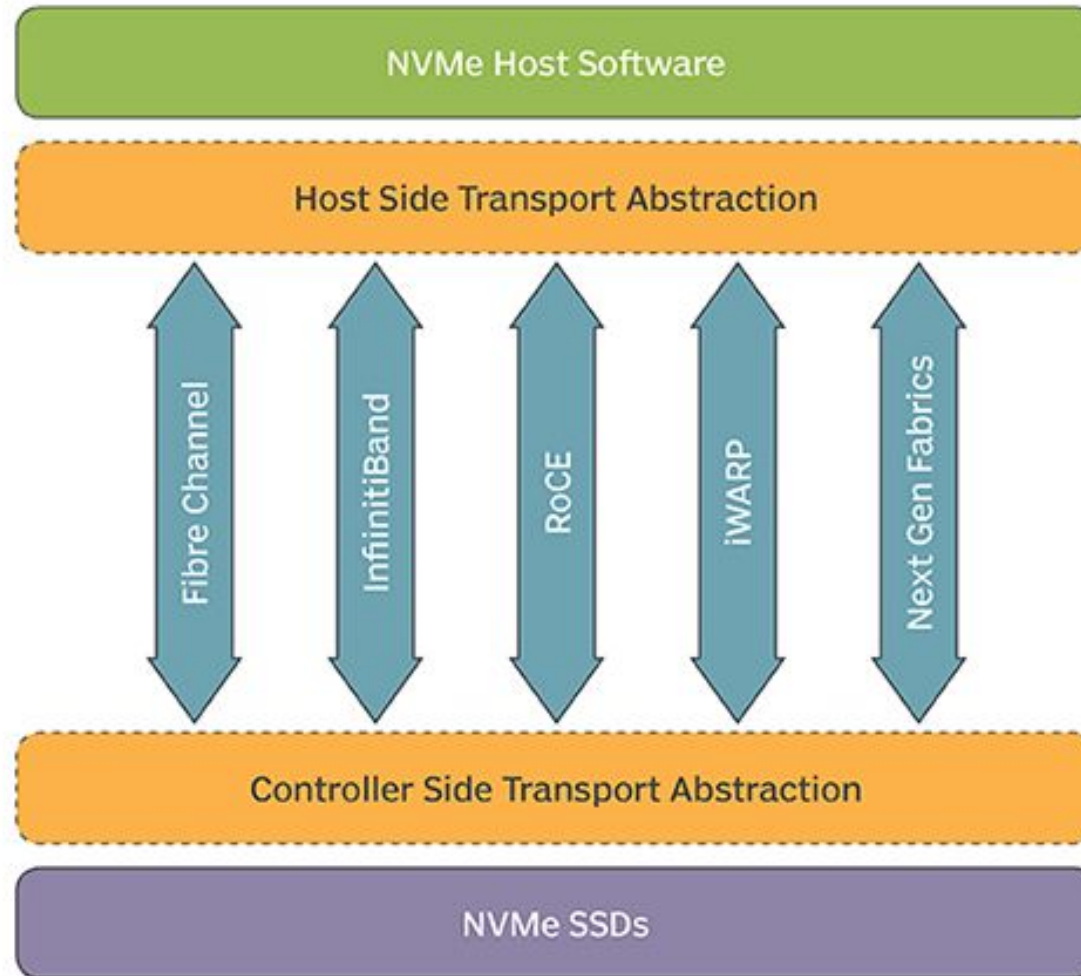 NVMe Host Software
Host Side Transport Abstraction
Fibre Channel
InfiinitiBand
RoCE
iWARP
Next Gen Fabrics
Controller Side Transport Abstraction
NVMe SSDs